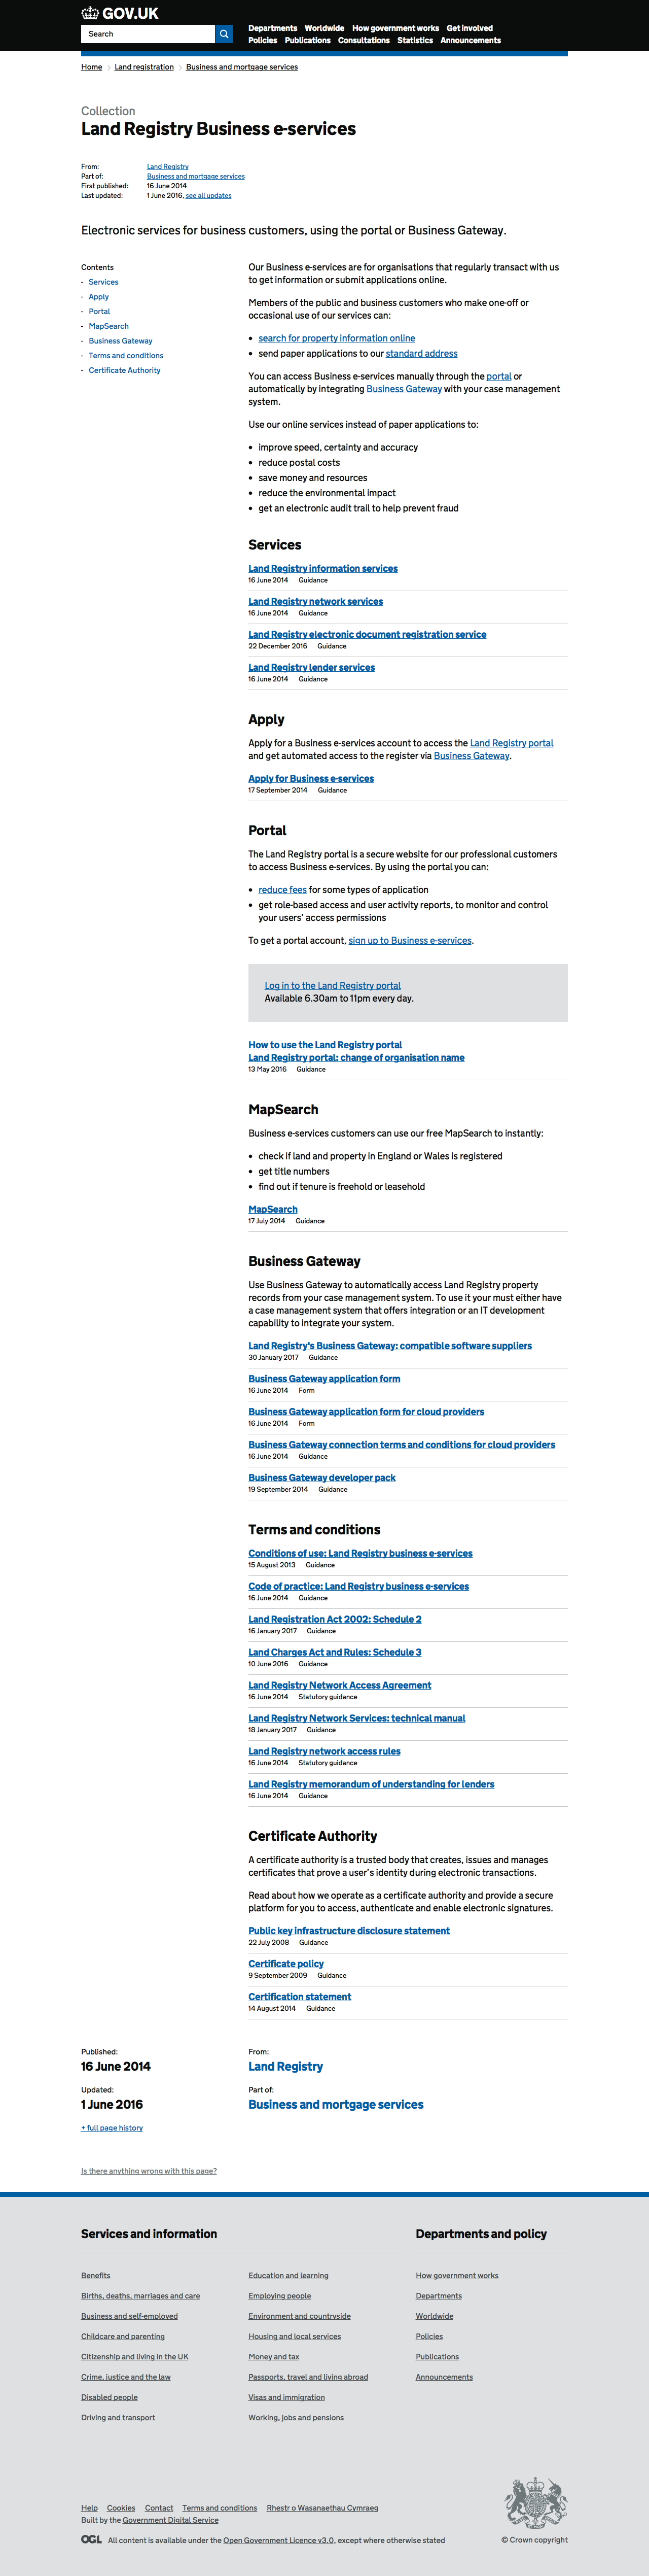 GOV.UK
Search
Departments Worldwide How government works Get involved
Policies Publications Consultations Statistics Announcements
Home Land registration Business and mortgage services
Collection
Land Registry Business e-services
From: Land Registry
Part of: Business and mortgage services
First published: 16 June 2014
Last updated: 1 June 2016, see all updates
Electronic services for business customers, using the portal or Business Gateway.
Contents
- Services
- Apply
- Portal
- MapSearch
- Business Gateway
- Terms and conditions
- Certificate Authority
Our Business e-services are for organisations that regularly transact with us
to get information or submit applications online.
Members of the public and business customers who make one-off or
occasional use of our services can:
• search for property information online
• send paper applications to our standard address
You can access Business e-services manually through the portal or
automatically by integrating Business Gateway with your case management
system.
Use our online services instead of paper applications to:
• improve speed, certainty and accuracy
• reduce postal costs
• save money and resources
• reduce the environmental impact
• get an electronic audit trail to help prevent fraud
Services
Land Registry information services
16 June 2014 Guidance
Land Registry network services
16 June 2014 Guidance
Land Registry electronic document registration service
22 December 2016 Guidance
Land Registry lender services
16 June 2014 Guidance
Apply
Apply for a Business e-services account to access the Land Registry portal
and get automated access to the register via Business Gateway.
Apply for Business e-services
17 September 2014 Guidance
Portal
The Land Registry portal is a secure website for our professional customers
to access Business e-services. By using the portal you can:
• reduce fees for some types of application
• get role-based access and user activity reports, to monitor and control
your users’ access permissions
To get a portal account, sign up to Business e-services.
Log in to the Land Registry portal
Available 6.30am to 11pm every day.
How to use the Land Registry portal
Land Registry portal: change of organisation name
13 May 2016 Guidance
MapSearch
Business e-services customers can use our free MapSearch to instantly:
• check if land and property in England or Wales is registered
• get title numbers
• find out if tenure is freehold or leasehold
MapSearch
17 July 2014 Guidance
Business Gateway
Use Business Gateway to automatically access Land Registry property
records from your case management system. To use it your must either have
a case management system that offers integration or an IT development
capability to integrate your system.
Land Registry's Business Gateway: compatible software suppliers
30 January 2017 Guidance
Business Gateway application form
16 June 2014 Form
Business Gateway application form for cloud providers
16 June 2014 Form
Business Gateway connection terms and conditions for cloud providers
16 June 2014 Guidance
Business Gateway developer pack
19 September 2014 Guidance
Terms and conditions
Conditions of use: Land Registry business e-services
15 August 2013 Guidance
Code of practice: Land Registry business e-services
16 June 2014 Guidance
Land Registration Act 2002: Schedule 2
16 January 2017 Guidance
Land Charges Act and Rules: Schedule 3
10 June 2016 Guidance
Land Registry Network Access Agreement
16 June 2014 Statutory guidance
Land Registry Network Services: technical manual
18 January 2017 Guidance
Land Registry network access rules
16 June 2014 Statutory guidance
Land Registry memorandum of understanding for lenders
16 June 2014 Guidance
Certificate Authority
A certificate authority is a trusted body that creates, issues and manages
certificates that prove a user’s identity during electronic transactions.
Read about how we operate as a certificate authority and provide a secure
platform for you to access, authenticate and enable electronic signatures.
Public key infrastructure disclosure statement
22 July 2008 Guidance
Certificate policy
9 September 2009 Guidance
Certification statement
14 August 2014 Guidance
Published:
16 June 2014
Updated:
1 June 2016
+ full page history
From:
Land Registry
Part of:
Business and mortgage services
Is there anything wrong with this page?
Services and information
Benefits
Births, deaths, marriages and care
Business and self-employed
Childcare and parenting
Citizenship and living in the UK
Crime, justice and the law
Disabled people
Driving and transport
Education and learning
Employing people
Environment and countryside
Housing and local services
Money and tax
Passports, travel and living abroad
Visas and immigration
Working, jobs and pensions
Departments and policy
How government works
Departments
Worldwide
Policies
Publications
Announcements
Help Cookies Contact Terms and conditions Rhestr o Wasanaethau Cymraeg
Built by the Government Digital Service
OGL All content is available under the Open Government Licence v3.0, except where otherwise stated
© Crown copyright